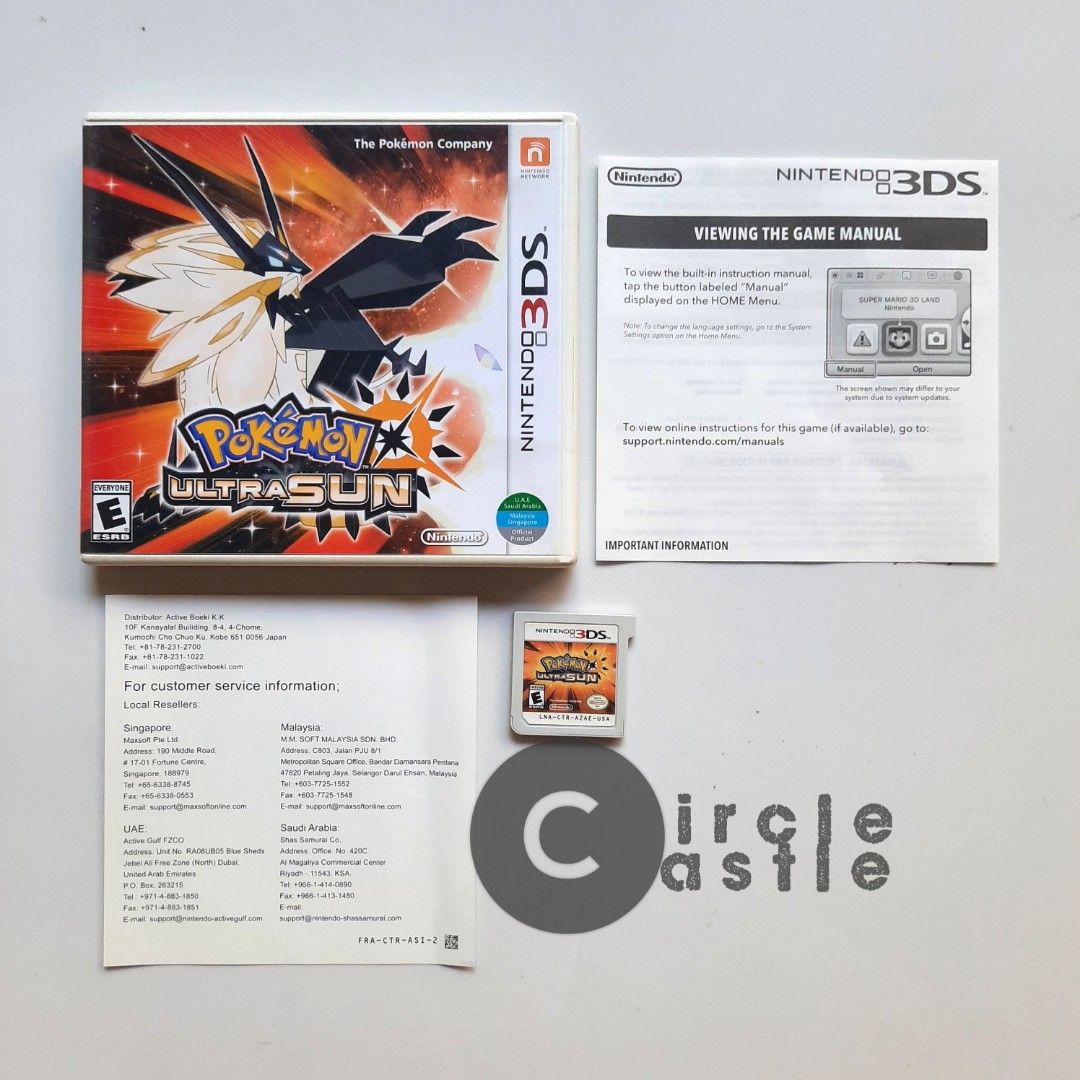 The Pokémon Company
NINTENDO
NETWORK
NINTENDO 3DS™
POKéMON
ULTRA SUN
EVERYONE
E
ESRB
Nintendo
U.A.E
Saudi Arabia
Malaysia
Singapore
Official
Product
Nintendo
NINTENDO 3DS™
VIEWING THE GAME MANUAL
To view the built-in instruction manual,
tap the button labeled "Manual"
displayed on the HOME Menu.
Note: To change the language settings, go to the System
Settings option on the Home Menu.
SUPER MARIO 3D LAND
Nintendo
Manual
Open
The screen shown may differ to your
system due to system updates.
To view online instructions for this game (if available), go to:
support.nintendo.com/manuals
IMPORTANT INFORMATION
Distributor: Active Boeki K.K
10F Kanayalal Builiding. 8-4, 4-Chome,
Kumochi Cho Chuo Ku. Kobe 651 0056 Japan
Tel: +81-78-231-2700
Fax: +81-78-231-1022
E-mail: support@activeboeki.com
For customer service information;
Local Resellers:
Singapore:
Maxsoft Pte Ltd.
Address: 190 Middle Road,
# 17-01 Fortune Centre,
Singapore, 188979
Tel: +65-6338-8745
Fax: +65-6338-0553
E-mail: support@maxsoftonline.com
Malaysia:
M.M. SOFT MALAYSIA SDN. BHD.
Address: C803, Jalan PJU 8/1
Metropolitan Square Office, Bandar Damansara Perdana
47820 Petaling Jaya, Selangor Darul Ehsan, Malaysia
Tel: +603-7725-1552
Fax: +603-7725-1548
E-mail: support@maxsoftonline.com
UAE:
Active Gulf FZCO
Address: Unit No. RA08UB05 Blue Sheds
Jebel Ali Free Zone (North) Dubai,
United Arab Emirates
P.O. Box. 263215
Tel : +971-4-883-1850
Fax: +971-4-883-1851
E-mail: support@nintendo-activegulf.com
Saudi Arabia:
Shas Samurai Co.
Address: Office. No. 420C
Al Magaliya Commercial Center
Riyadh - 11543, KSA.
Tel: +966-1-414-0890
Fax: +966-1-413-1480
E-mail:
support@nintendo-shassamurai.com
FRA-CTR-ASI-2
NINTENDO 3DS™
POKéMON
ULTRA SUN
E
The Pokémon Company
Nintendo
LNA-CTR-AZAE-USA
Circle
Castle